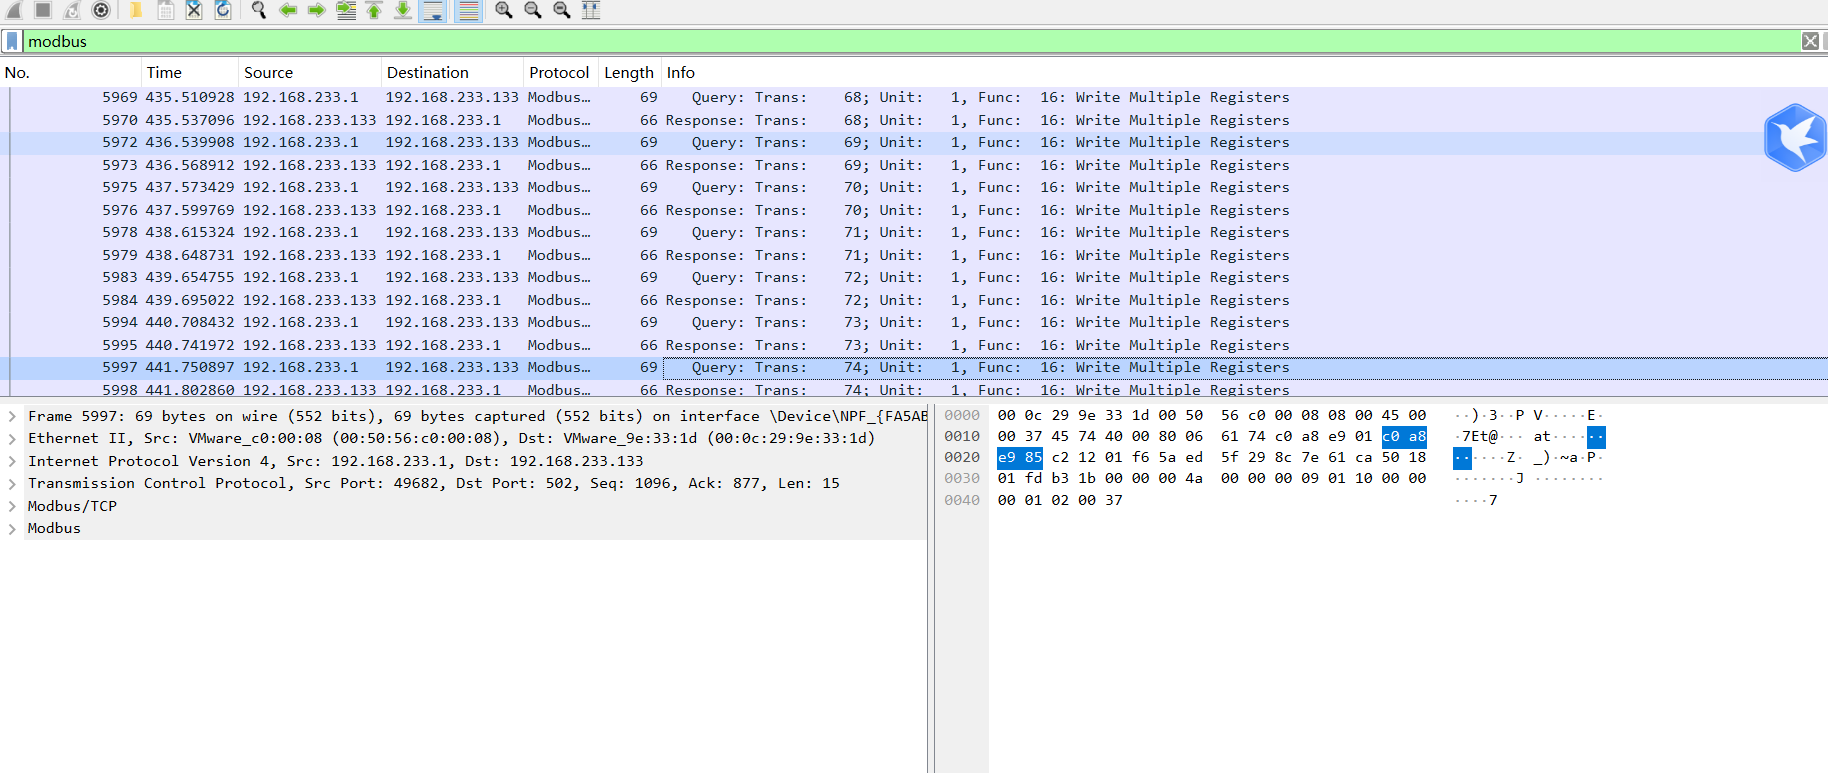 modbus
No. Time Source Destination Protocol Length Info
5969 435.510928 192.168.233.1 192.168.233.133 Modbus… 69 Query: Trans: 68; Unit: 1, Func: 16: Write Multiple Registers
5970 435.537096 192.168.233.133 192.168.233.1 Modbus… 66 Response: Trans: 68; Unit: 1, Func: 16: Write Multiple Registers
5972 436.539908 192.168.233.1 192.168.233.133 Modbus… 69 Query: Trans: 69; Unit: 1, Func: 16: Write Multiple Registers
5973 436.568912 192.168.233.133 192.168.233.1 Modbus… 66 Response: Trans: 69; Unit: 1, Func: 16: Write Multiple Registers
5975 437.573429 192.168.233.1 192.168.233.133 Modbus… 69 Query: Trans: 70; Unit: 1, Func: 16: Write Multiple Registers
5976 437.599769 192.168.233.133 192.168.233.1 Modbus… 66 Response: Trans: 70; Unit: 1, Func: 16: Write Multiple Registers
5978 438.615324 192.168.233.1 192.168.233.133 Modbus… 69 Query: Trans: 71; Unit: 1, Func: 16: Write Multiple Registers
5979 438.648731 192.168.233.133 192.168.233.1 Modbus… 66 Response: Trans: 71; Unit: 1, Func: 16: Write Multiple Registers
5983 439.654755 192.168.233.1 192.168.233.133 Modbus… 69 Query: Trans: 72; Unit: 1, Func: 16: Write Multiple Registers
5984 439.695022 192.168.233.133 192.168.233.1 Modbus… 66 Response: Trans: 72; Unit: 1, Func: 16: Write Multiple Registers
5994 440.708432 192.168.233.1 192.168.233.133 Modbus… 69 Query: Trans: 73; Unit: 1, Func: 16: Write Multiple Registers
5995 440.741972 192.168.233.133 192.168.233.1 Modbus… 66 Response: Trans: 73; Unit: 1, Func: 16: Write Multiple Registers
5997 441.750897 192.168.233.1 192.168.233.133 Modbus… 69 Query: Trans: 74; Unit: 1, Func: 16: Write Multiple Registers
5998 441.802860 192.168.233.133 192.168.233.1 Modbus… 66 Response: Trans: 74; Unit: 1, Func: 16: Write Multiple Registers
Frame 5997: 69 bytes on wire (552 bits), 69 bytes captured (552 bits) on interface \Device\NPF_{FA5AB
Ethernet II, Src: VMware_c0:00:08 (00:50:56:c0:00:08), Dst: VMware_9e:33:1d (00:0c:29:9e:33:1d)
Internet Protocol Version 4, Src: 192.168.233.1, Dst: 192.168.233.133
Transmission Control Protocol, Src Port: 49682, Dst Port: 502, Seq: 1096, Ack: 877, Len: 15
Modbus/TCP
Modbus
0000 00 0c 29 9e 33 1d 00 50 56 c0 00 08 08 00 45 00 ··)·3··P V·····E·
0010 00 37 45 74 40 00 80 06 61 74 c0 a8 e9 01 c0 a8 ·7Et@··· at······
0020 e9 85 c2 12 01 f6 5a ed 5f 29 8c 7e 61 ca 50 18 ······Z· _)·~a·P·
0030 01 fd b3 1b 00 00 00 4a 00 00 00 09 01 10 00 00 ·······J ········
0040 00 01 02 00 37 ····7